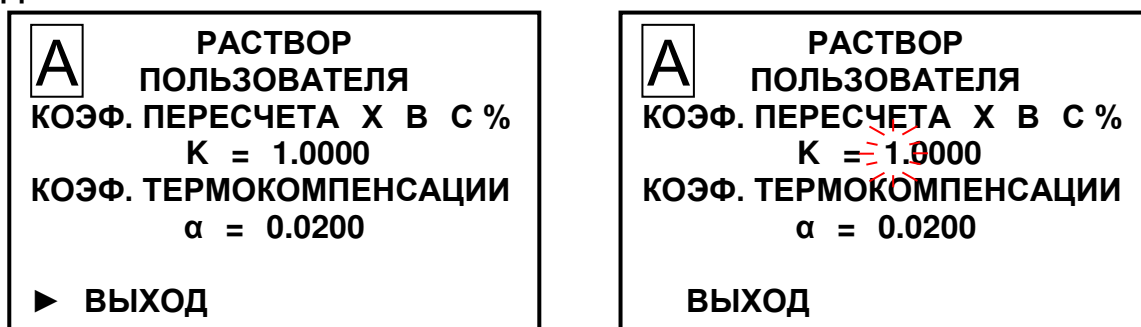 А РАСТВОР
ПОЛЬЗОВАТЕЛЯ
КОЭФ. ПЕРЕСЧЕТА Х В С %
К = 1.0000
КОЭФ. ТЕРМОКОМПЕНСАЦИИ
α = 0.0200
► ВЫХОД
А РАСТВОР
ПОЛЬЗОВАТЕЛЯ
КОЭФ. ПЕРЕСЧЕТА Х В С %
К = 1.0000
КОЭФ. ТЕРМОКОМПЕНСАЦИИ
α = 0.0200
ВЫХОД